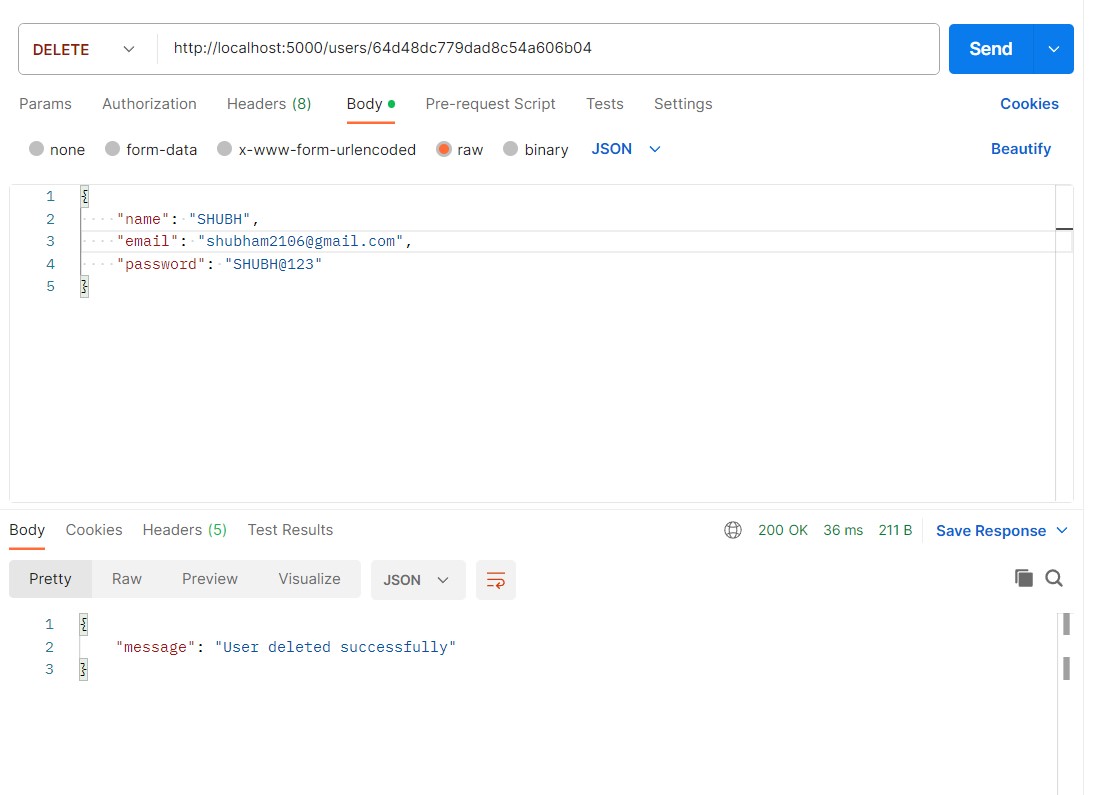 DELETE http://localhost:5000/users/64d48dc779dad8c54a606b04 Send
Params Authorization Headers (8) Body Pre-request Script Tests Settings Cookies
none form-data x-www-form-urlencoded raw binary JSON Beautify
1 {
2 ····"name":·"SHUBH",
3 ····"email":·"shubham2106@gmail.com",
4 ····"password":·"SHUBH@123"
5 }
Body Cookies Headers (5) Test Results 200 OK 36 ms 211 B Save Response
Pretty Raw Preview Visualize JSON
1 {
2 "message": "User deleted successfully"
3 }